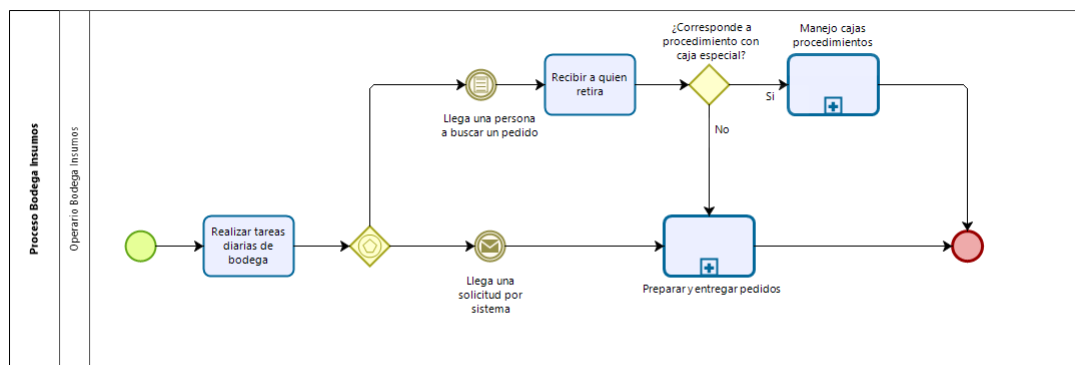 Proceso Bodega Insumos
Operario Bodega Insumos
¿Corresponde a
procedimiento con
caja especial?
Manejo cajas
procedimientos
Recibir a quien
retira
Si
Llega una persona
a buscar un pedido
No
Realizar tareas
diarias de
bodega
Llega una
solicitud por
sistema
Preparar y entregar pedidos